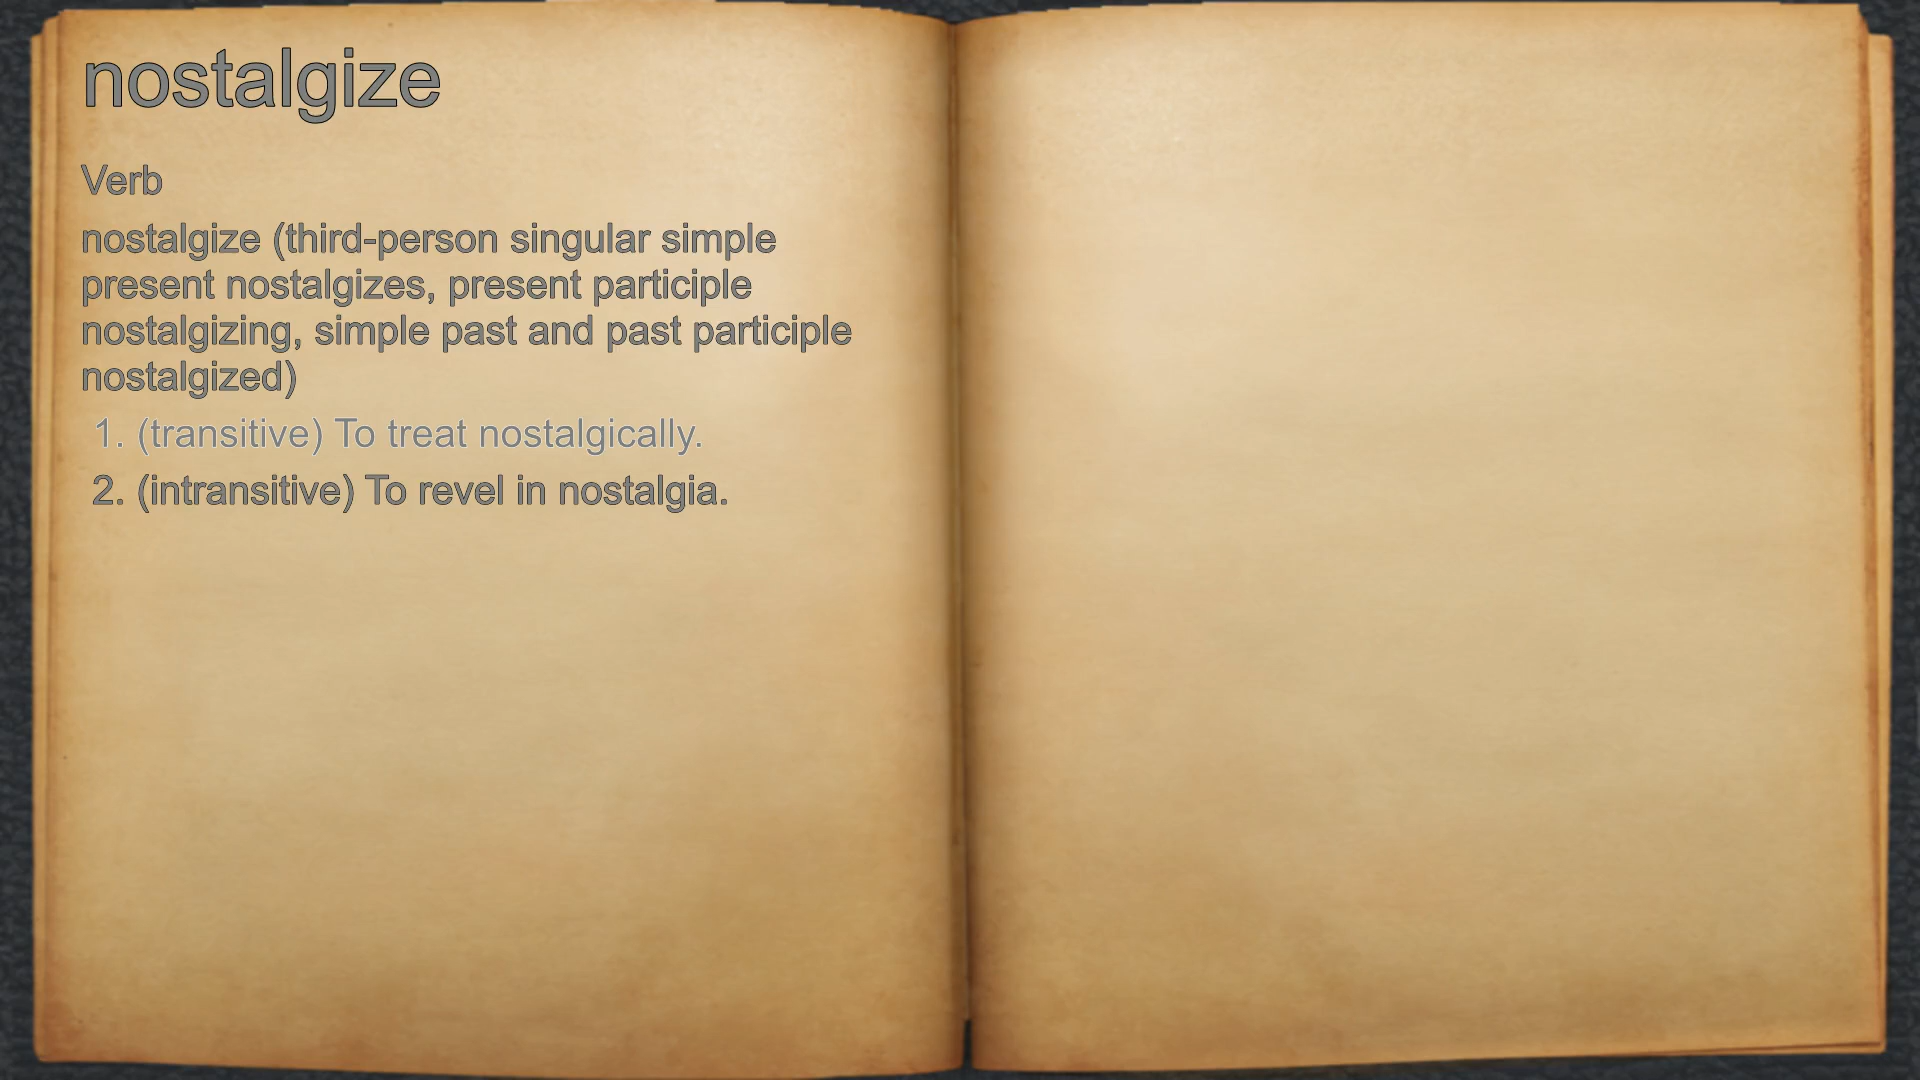 nostalgize
Verb
nostalgize (third-person singular simple
present nostalgizes, present participle
nostalgizing, simple past and past participle
nostalgized)
1. (transitive) To treat nostalgically.
2. (intransitive) To revel in nostalgia.